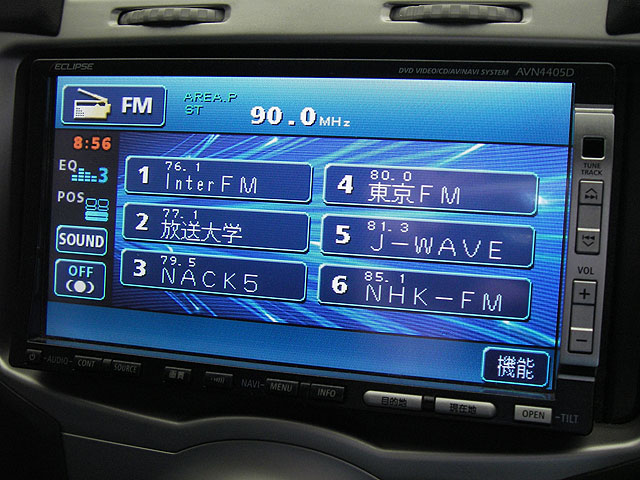 ECLIPSE
DVD VIDEO/CD/AV/NAVI SYSTEM AVN4405D
FM
AREA.P
ST
90.0MHz
8:56
EQ 3
POS
SOUND
OFF
1 76.1 InterFM
2 77.1 放送大学
3 79.5 NACK5
4 80.0 東京FM
5 81.3 J-WAVE
6 85.1 NHK-FM
機能
TUNE
TRACK
VOL
+
-
AUDIO
CONT
SOURCE
画質
NAVI
MENU
INFO
目的地
現在地
OPEN
TILT